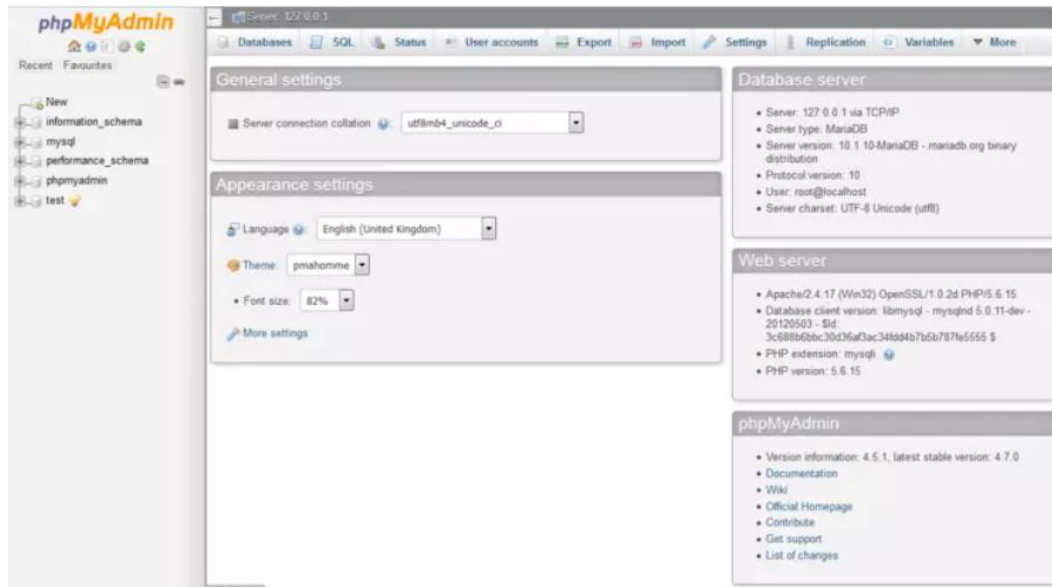 phpMyAdmin
Recent Favourites
New
information_schema
mysql
performance_schema
phpmyadmin
test
Server: 127.0.0.1
Databases SQL Status User accounts Export Import Settings Replication Variables More
General settings
Server connection collation : utf8mb4_unicode_ci
Appearance settings
Language : English (United Kingdom)
Theme: pmahomme
Font size: 82%
More settings
Database server
Server: 127.0.0.1 via TCP/IP
Server type: MariaDB
Server version: 10.1.10-MariaDB - mariadb.org binary
distribution
Protocol version: 10
User: root@localhost
Server charset: UTF-8 Unicode (utf8)
Web server
Apache/2.4.17 (Win32) OpenSSL/1.0.2d PHP/5.6.15
Database client version: libmysql - mysqlnd 5.0.11-dev -
20120503 - $Id:
3c688b6bbc30d36af3ac34fdd4b7b5b787fe5555 $
PHP extension: mysqli
PHP version: 5.6.15
phpMyAdmin
Version information: 4.5.1, latest stable version: 4.7.0
Documentation
Wiki
Official Homepage
Contribute
Get support
List of changes